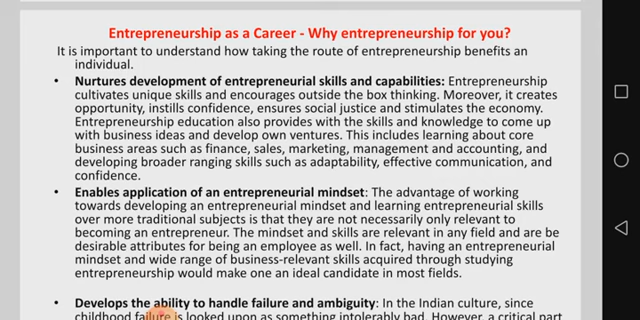 Entrepreneurship as a Career - Why entrepreneurship for you?
It is important to understand how taking the route of entrepreneurship benefits an
individual.
• Nurtures development of entrepreneurial skills and capabilities: Entrepreneurship
cultivates unique skills and encourages outside the box thinking. Moreover, it creates
opportunity, instills confidence, ensures social justice and stimulates the economy.
Entrepreneurship education also provides with the skills and knowledge to come up
with business ideas and develop own ventures. This includes learning about core
business areas such as finance, sales, marketing, management and accounting, and
developing broader ranging skills such as adaptability, effective communication, and
confidence.
• Enables application of an entrepreneurial mindset: The advantage of working
towards developing an entrepreneurial mindset and learning entrepreneurial skills
over more traditional subjects is that they are not necessarily only relevant to
becoming an entrepreneur. The mindset and skills are relevant in any field and are be
desirable attributes for being an employee as well. In fact, having an entrepreneurial
mindset and wide range of business-relevant skills acquired through studying
entrepreneurship would make one an ideal candidate in most fields.
• Develops the ability to handle failure and ambiguity: In the Indian culture, since
childhood failure is looked upon as something intolerably bad. However, a critical part